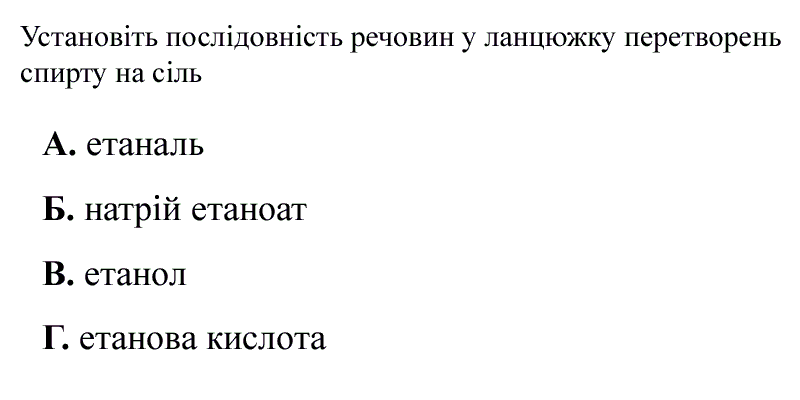 Установіть послідовність речовин у ланцюжку перетворень
спирту на сіль
А. етаналь
Б. натрій етаноат
В. етанол
Г. етанова кислота